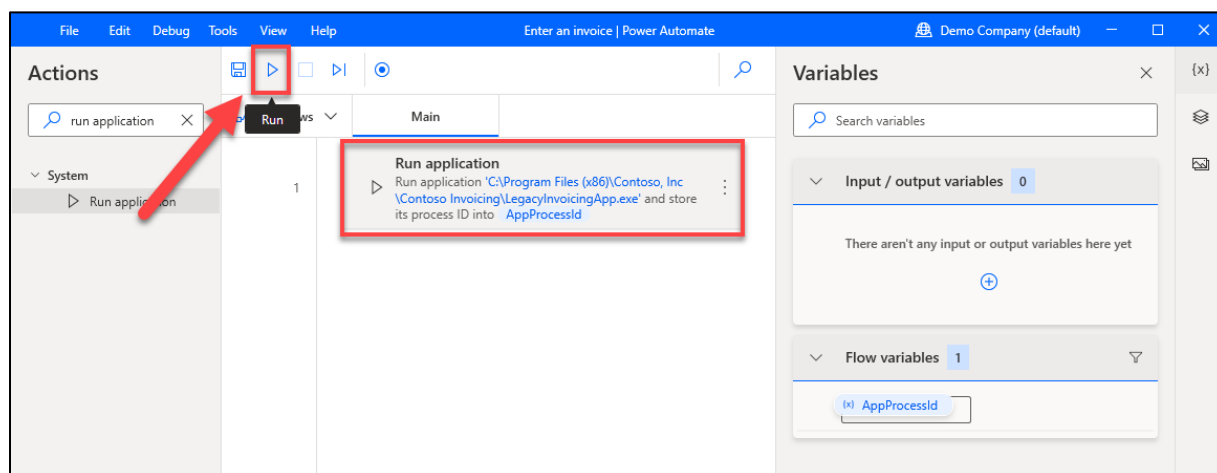 File Edit Debug Tools View Help Enter an invoice | Power Automate Demo Company (default)
Actions
run application
System
Run application
Run
ws
Main
1
Run application
Run application 'C:\Program Files (x86)\Contoso, Inc
\Contoso Invoicing\LegacyInvoicingApp.exe' and store
its process ID into AppProcessId
Variables
{x}
Search variables
Input / output variables 0
There aren't any input or output variables here yet
Flow variables 1
(x) AppProcessId